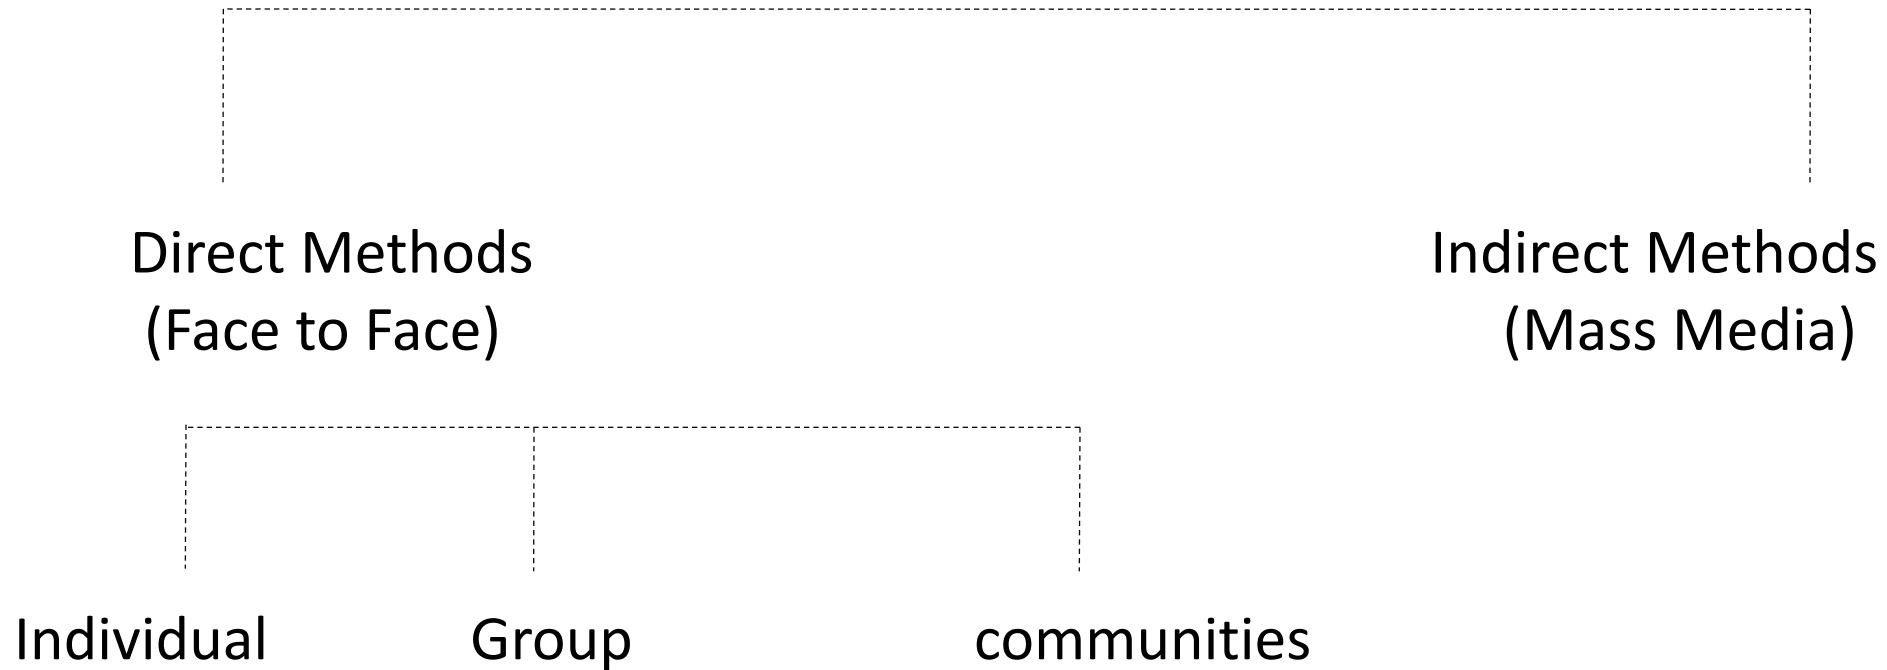 Direct Methods
(Face to Face)
Indirect Methods
(Mass Media)
Individual
Group
communities